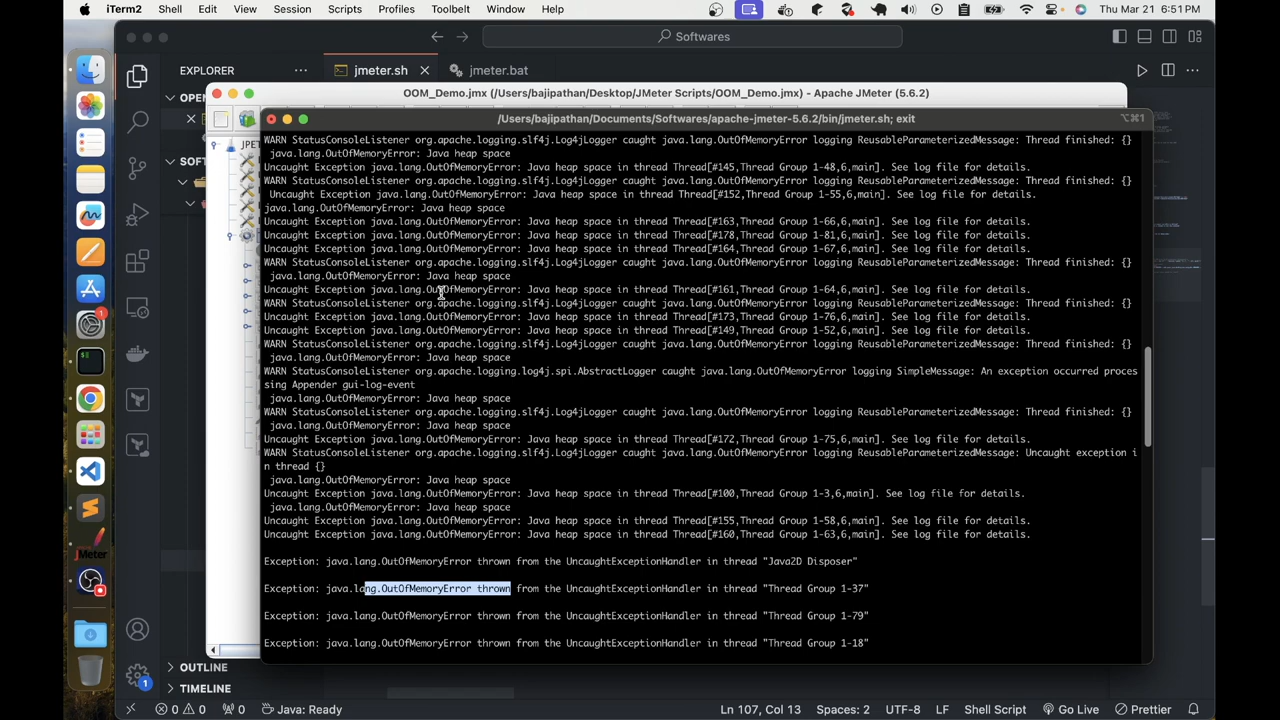 iTerm2 Shell Edit View Session Scripts Profiles Toolbelt Window Help Thu Mar 21 6:51 PM
Softwares
EXPLORER
jmeter.sh
jmeter.bat
OOM_Demo.jmx (/Users/bajipathan/Desktop/JMeter Scripts/OOM_Demo.jmx) - Apache JMeter (5.6.2)
/Users/bajipathan/Documents/Softwares/apache-jmeter-5.6.2/bin/jmeter.sh; exit ⌥⌘1
WARN StatusConsoleListener org.apache.logging.slf4j.Log4jLogger caught java.lang.OutOfMemoryError logging ReusableParameterizedMessage: Thread finished: {}
java.lang.OutOfMemoryError: Java heap space
Uncaught Exception java.lang.OutOfMemoryError: Java heap space in thread Thread[#145,Thread Group 1-48,6,main]. See log file for details.
WARN StatusConsoleListener org.apache.logging.slf4j.Log4jLogger caught java.lang.OutOfMemoryError logging ReusableParameterizedMessage: Thread finished: {}
Uncaught Exception java.lang.OutOfMemoryError: Java heap space in thread Thread[#152,Thread Group 1-55,6,main]. See log file for details.
java.lang.OutOfMemoryError: Java heap space
Uncaught Exception java.lang.OutOfMemoryError: Java heap space in thread Thread[#163,Thread Group 1-66,6,main]. See log file for details.
Uncaught Exception java.lang.OutOfMemoryError: Java heap space in thread Thread[#178,Thread Group 1-81,6,main]. See log file for details.
Uncaught Exception java.lang.OutOfMemoryError: Java heap space in thread Thread[#164,Thread Group 1-67,6,main]. See log file for details.
WARN StatusConsoleListener org.apache.logging.slf4j.Log4jLogger caught java.lang.OutOfMemoryError logging ReusableParameterizedMessage: Thread finished: {}
java.lang.OutOfMemoryError: Java heap space
Uncaught Exception java.lang.OutOfMemoryError: Java heap space in thread Thread[#161,Thread Group 1-64,6,main]. See log file for details.
WARN StatusConsoleListener org.apache.logging.slf4j.Log4jLogger caught java.lang.OutOfMemoryError logging ReusableParameterizedMessage: Thread finished: {}
Uncaught Exception java.lang.OutOfMemoryError: Java heap space in thread Thread[#173,Thread Group 1-76,6,main]. See log file for details.
Uncaught Exception java.lang.OutOfMemoryError: Java heap space in thread Thread[#149,Thread Group 1-52,6,main]. See log file for details.
WARN StatusConsoleListener org.apache.logging.slf4j.Log4jLogger caught java.lang.OutOfMemoryError logging ReusableParameterizedMessage: Thread finished: {}
java.lang.OutOfMemoryError: Java heap space
WARN StatusConsoleListener org.apache.logging.log4j.spi.AbstractLogger caught java.lang.OutOfMemoryError logging SimpleMessage: An exception occurred proces
sing Appender gui-log-event
java.lang.OutOfMemoryError: Java heap space
WARN StatusConsoleListener org.apache.logging.slf4j.Log4jLogger caught java.lang.OutOfMemoryError logging ReusableParameterizedMessage: Thread finished: {}
java.lang.OutOfMemoryError: Java heap space
Uncaught Exception java.lang.OutOfMemoryError: Java heap space in thread Thread[#172,Thread Group 1-75,6,main]. See log file for details.
WARN StatusConsoleListener org.apache.logging.slf4j.Log4jLogger caught java.lang.OutOfMemoryError logging ReusableParameterizedMessage: Uncaught exception i
n thread {}
java.lang.OutOfMemoryError: Java heap space
Uncaught Exception java.lang.OutOfMemoryError: Java heap space in thread Thread[#100,Thread Group 1-3,6,main]. See log file for details.
java.lang.OutOfMemoryError: Java heap space
Uncaught Exception java.lang.OutOfMemoryError: Java heap space in thread Thread[#155,Thread Group 1-58,6,main]. See log file for details.
Uncaught Exception java.lang.OutOfMemoryError: Java heap space in thread Thread[#160,Thread Group 1-63,6,main]. See log file for details.
Exception: java.lang.OutOfMemoryError thrown from the UncaughtExceptionHandler in thread "Java2D Disposer"
Exception: java.lang.OutOfMemoryError thrown from the UncaughtExceptionHandler in thread "Thread Group 1-37"
Exception: java.lang.OutOfMemoryError thrown from the UncaughtExceptionHandler in thread "Thread Group 1-79"
Exception: java.lang.OutOfMemoryError thrown from the UncaughtExceptionHandler in thread "Thread Group 1-18"
OPEN
SOFT
JPET
1
JMeter
OUTLINE
TIMELINE
1
0 0 0 Java: Ready Ln 107, Col 13 Spaces: 2 UTF-8 LF Shell Script Go Live Prettier